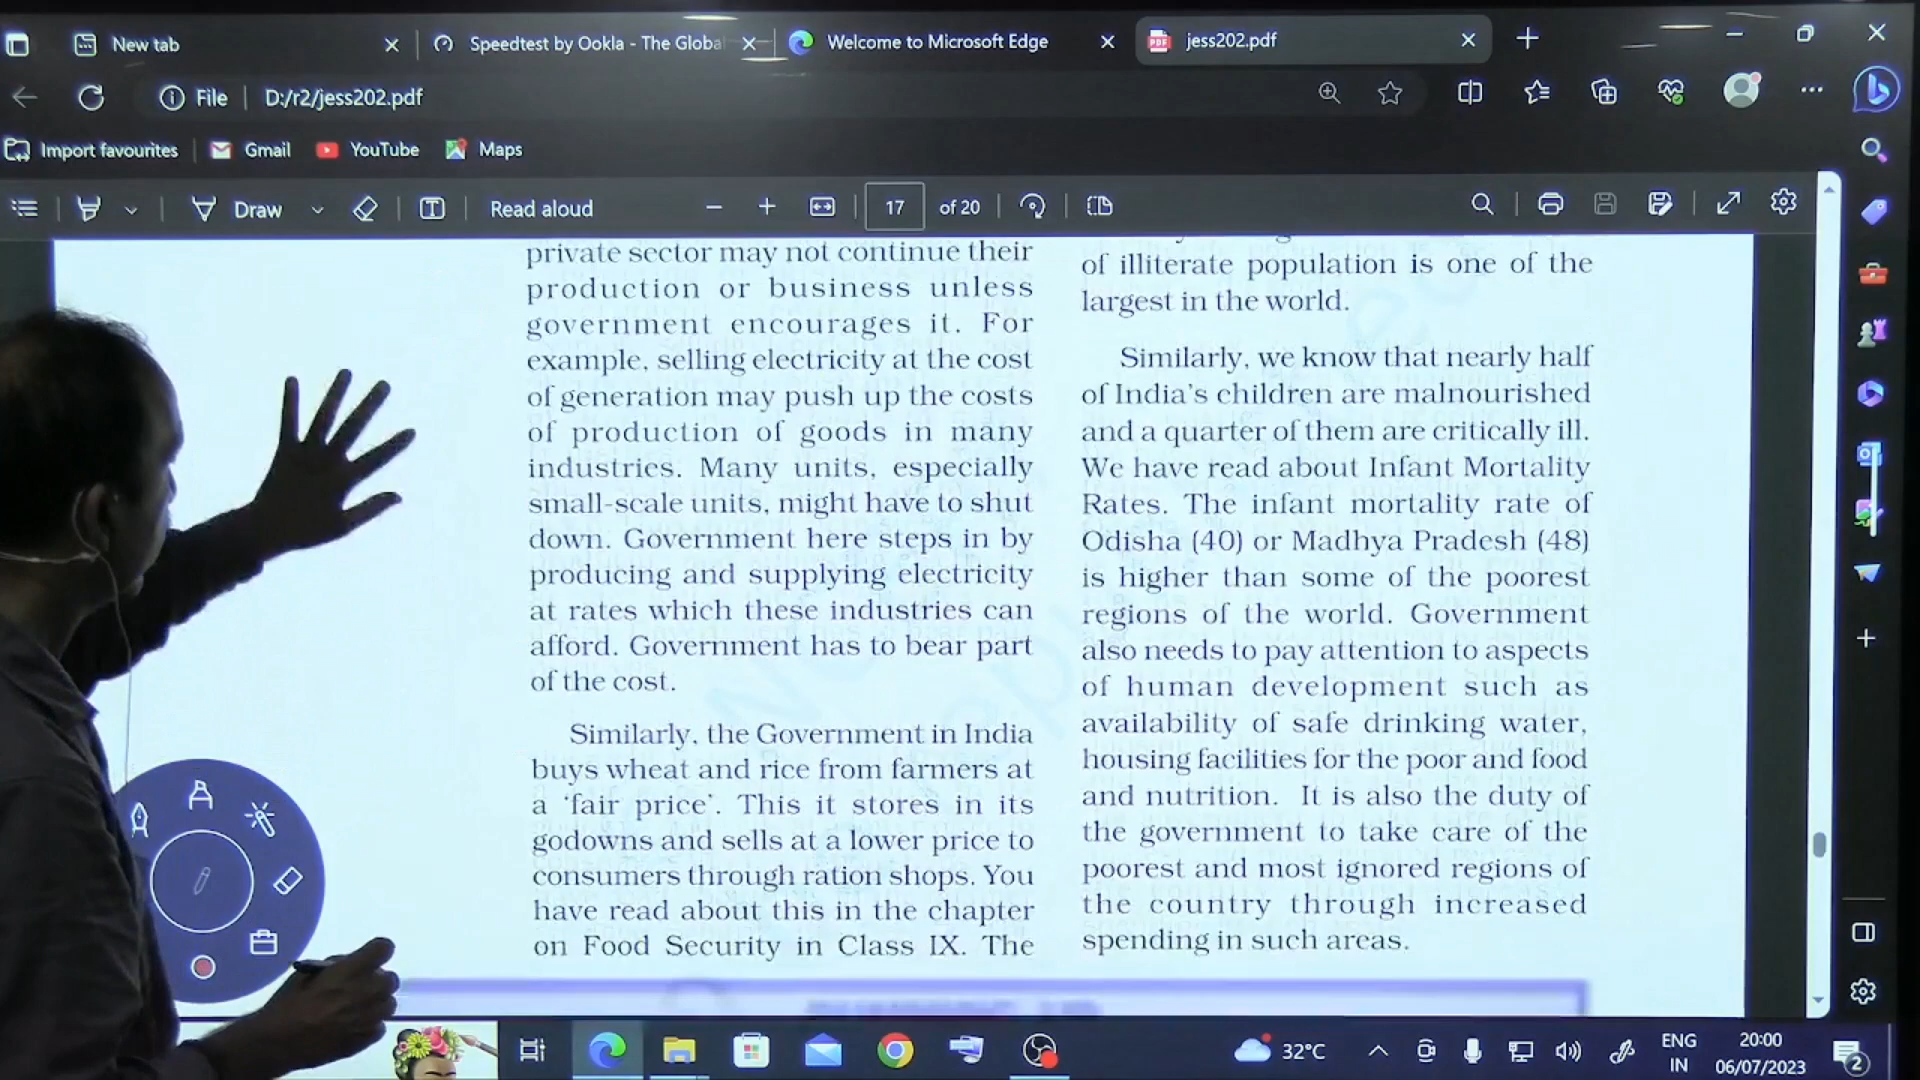 New tab
Speedtest by Ookla - The Globa
Welcome to Microsoft Edge
PDF
jess202.pdf
File
D:/r2/jess202.pdf
Import favourites
Gmail
YouTube
Maps
Draw
Read aloud
17
of 20
private sector may not continue their
production or business unless
government encourages it. For
example, selling electricity at the cost
of generation may push up the costs
of production of goods in many
industries. Many units, especially
small-scale units, might have to shut
down. Government here steps in by
producing and supplying electricity
at rates which these industries can
afford. Government has to bear part
of the cost.
Similarly, the Government in India
buys wheat and rice from farmers at
a ‘fair price’. This it stores in its
godowns and sells at a lower price to
consumers through ration shops. You
have read about this in the chapter
on Food Security in Class IX. The
of illiterate population is one of the
largest in the world.
Similarly, we know that nearly half
of India’s children are malnourished
and a quarter of them are critically ill.
We have read about Infant Mortality
Rates. The infant mortality rate of
Odisha (40) or Madhya Pradesh (48)
is higher than some of the poorest
regions of the world. Government
also needs to pay attention to aspects
of human development such as
availability of safe drinking water,
housing facilities for the poor and food
and nutrition. It is also the duty of
the government to take care of the
poorest and most ignored regions of
the country through increased
spending in such areas.
32°C
ENG
IN
20:00
06/07/2023
2